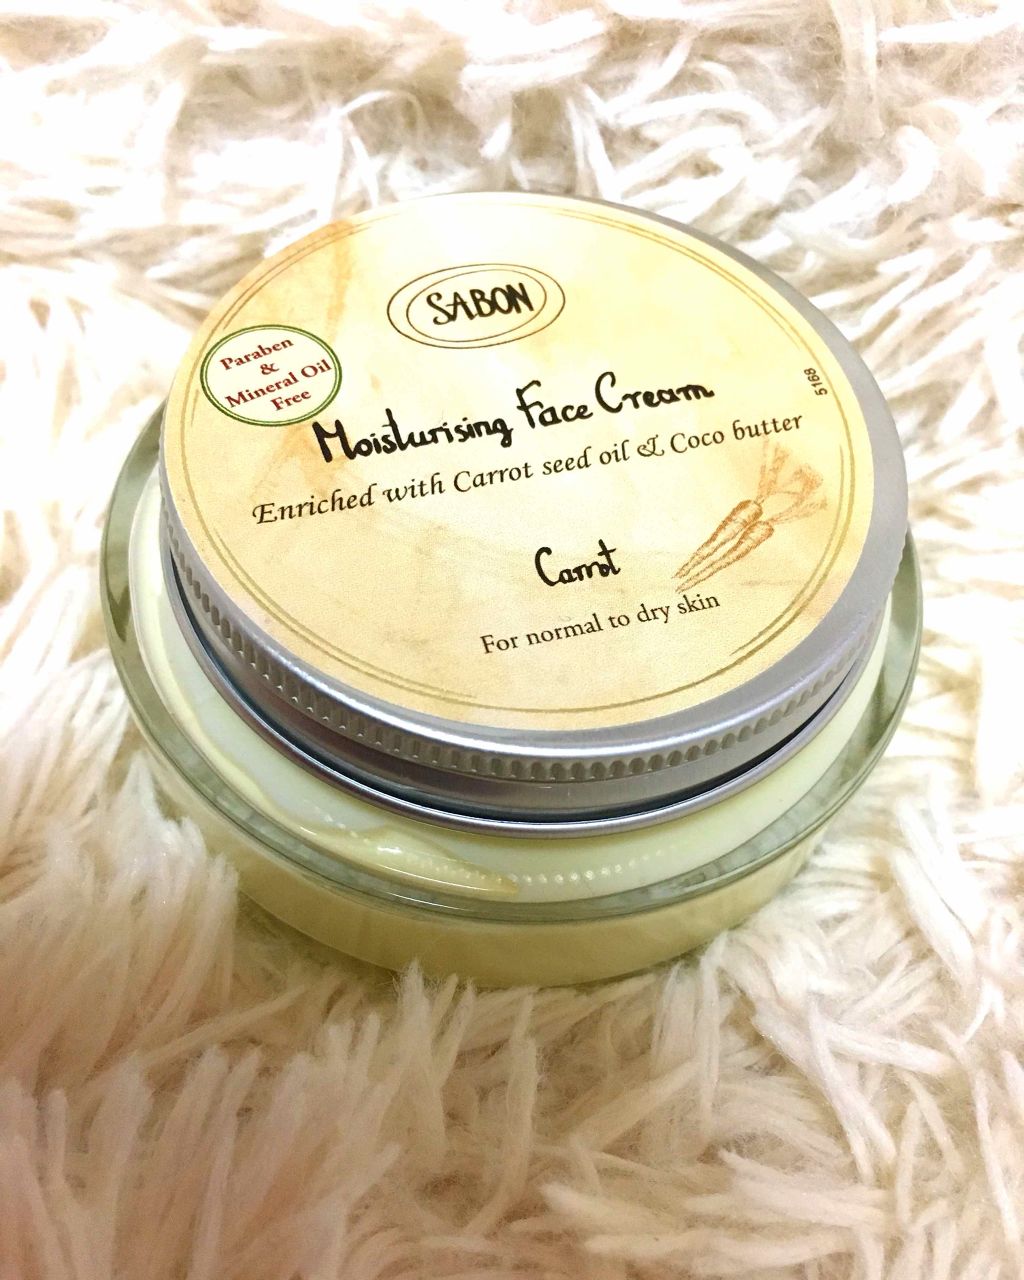 SABON
Paraben
&
Mineral Oil
Free
Moisturising Face Cream
Enriched with Carrot seed oil & Coco butter
Carrot
For normal to dry skin
5168